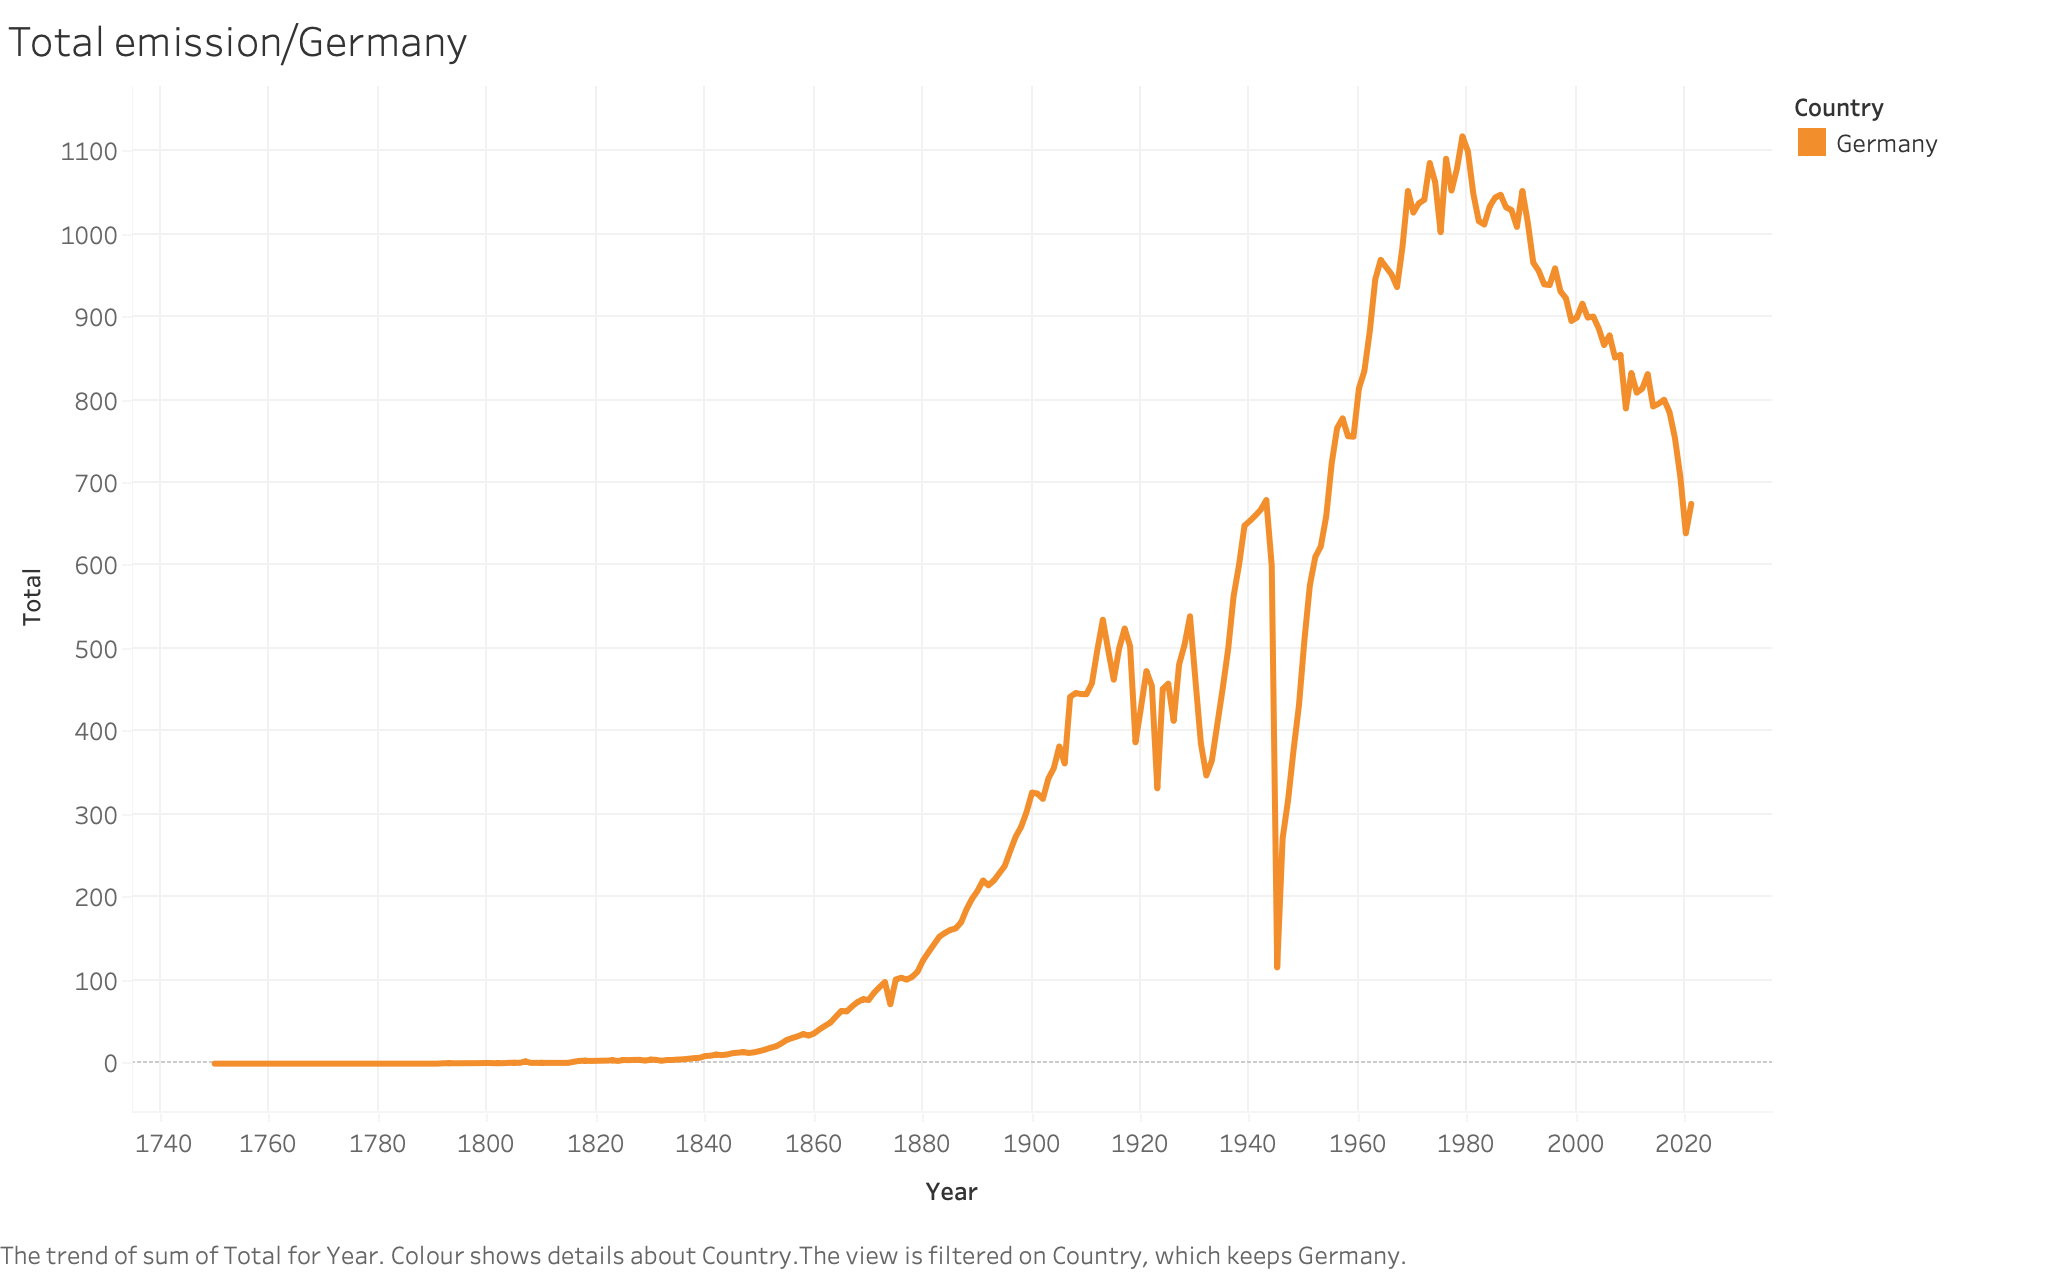 Total emission/Germany
Country
Germany
1100
1000
900
800
700
600
500
400
300
200
100
0
Total
1740 1760 1780 1800 1820 1840 1860 1880 1900 1920 1940 1960 1980 2000 2020
Year
The trend of sum of Total for Year. Colour shows details about Country.The view is filtered on Country, which keeps Germany.